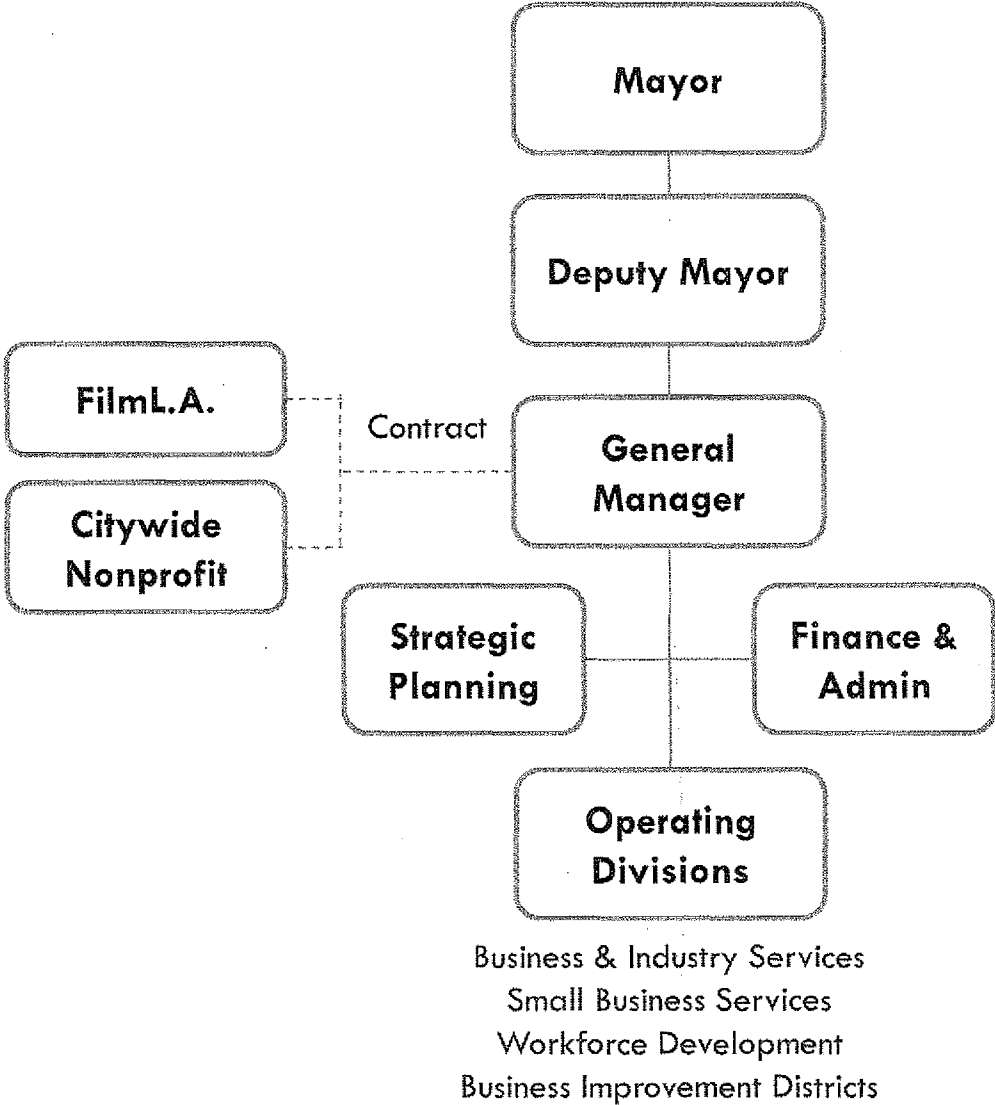 Mayor
Deputy Mayor
FilmL.A.
Contract
General
Manager
Citywide
Nonprofit
Strategic
Planning
Finance &
Admin
Operating
Divisions
Business & Industry Services
Small Business Services
Workforce Development
Business Improvement Districts